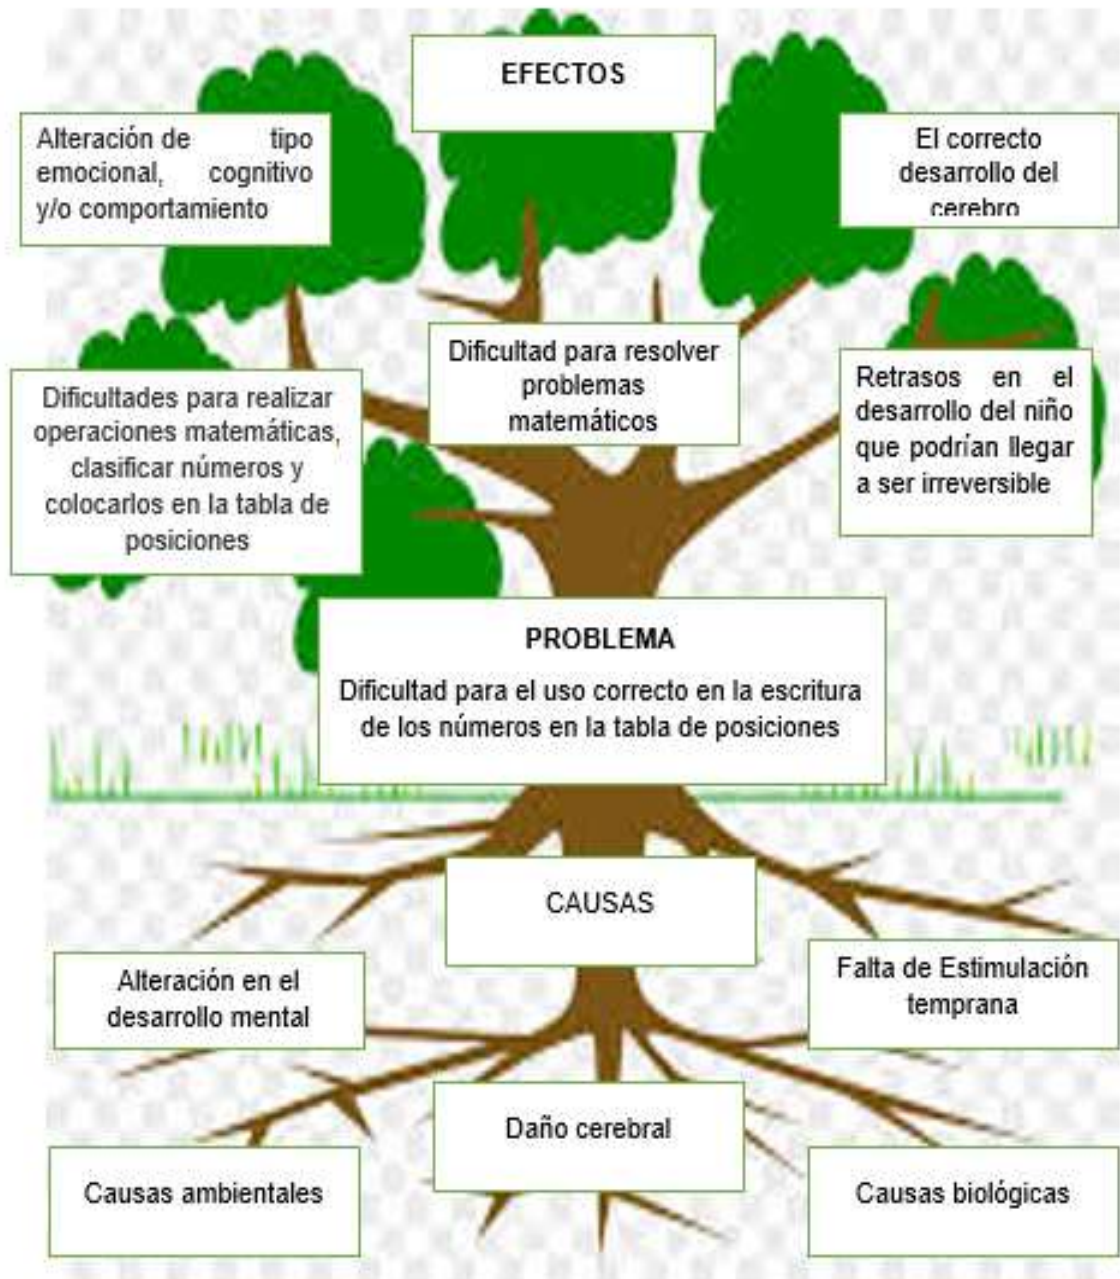 EFECTOS
Alteración de tipo
emocional, cognitivo
y/o comportamiento
El correcto
desarrollo del
cerebro
Dificultad para resolver
problemas
matemáticos
Dificultades para realizar
operaciones matemáticas,
clasificar números y
colocarlos en la tabla de
posiciones
Retrasos en el
desarrollo del niño
que podrían llegar
a ser irreversible
PROBLEMA
Dificultad para el uso correcto en la escritura
de los números en la tabla de posiciones
CAUSAS
Alteración en el
desarrollo mental
Falta de Estimulación
temprana
Daño cerebral
Causas ambientales
Causas biológicas